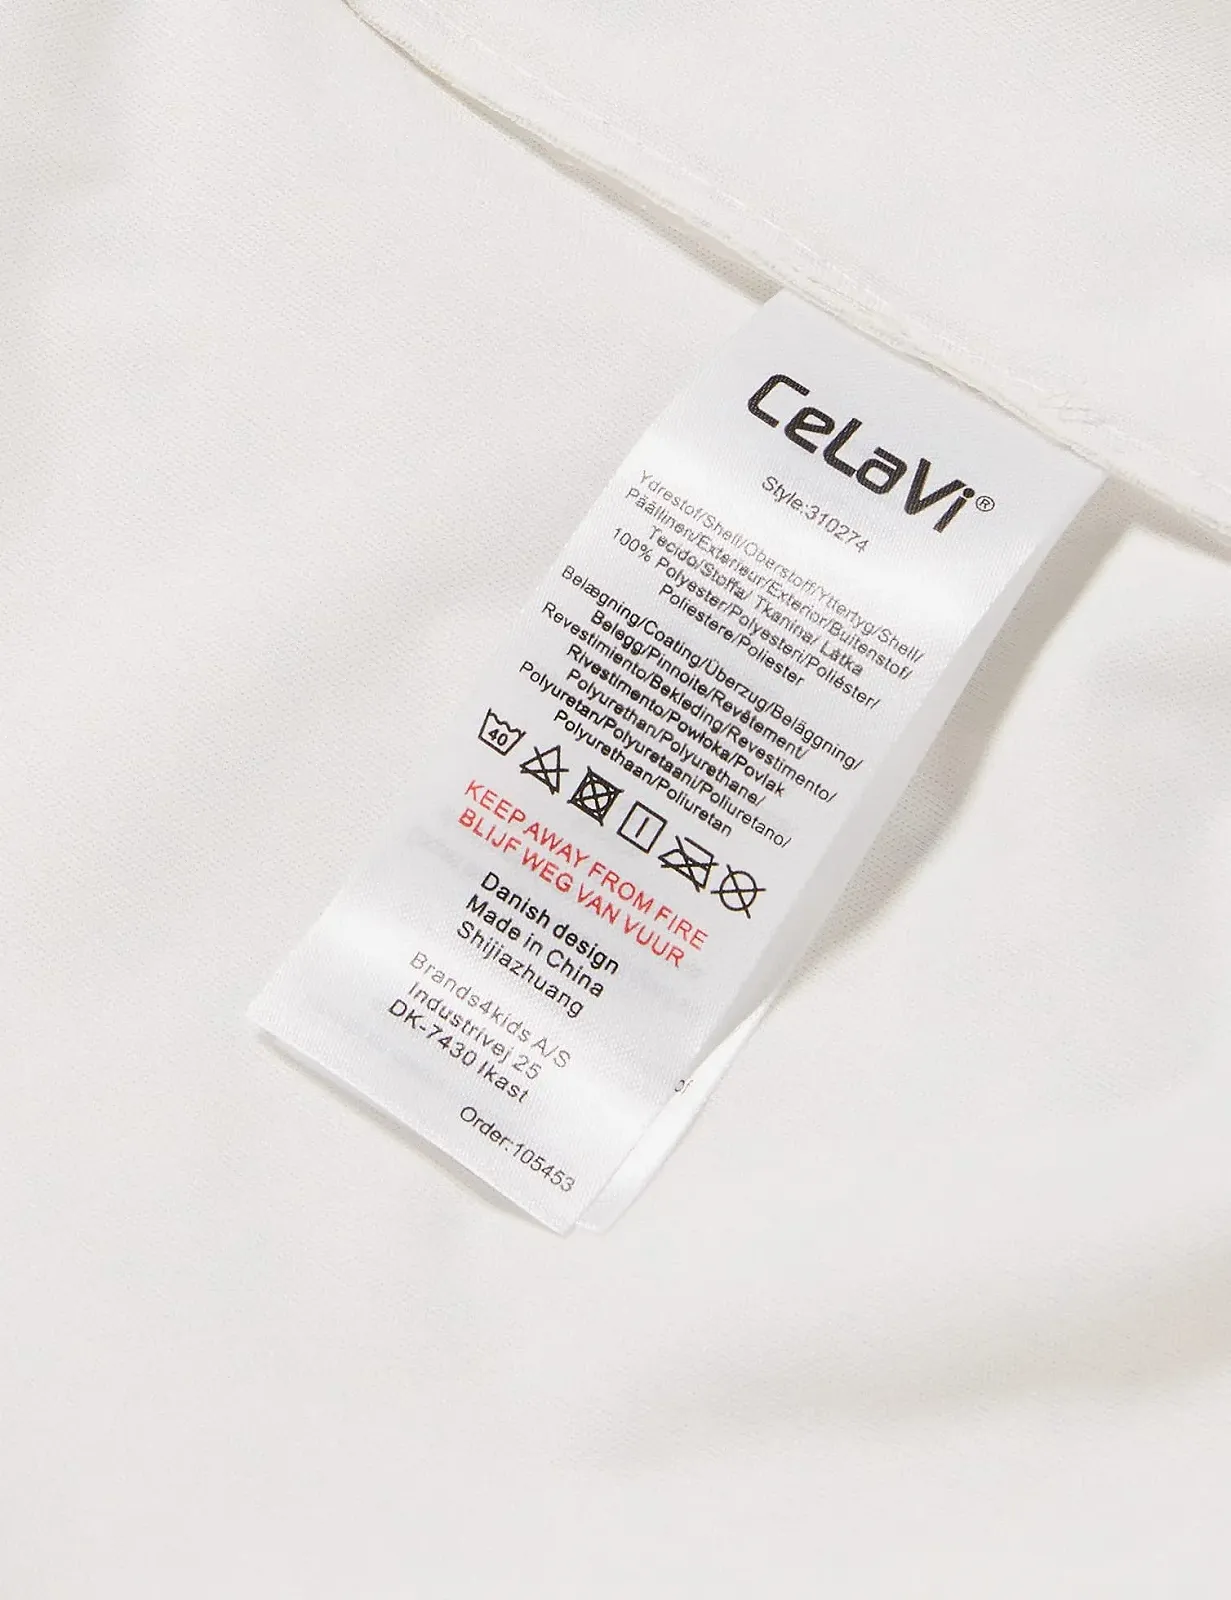 CeLaVi®
Style:310274
Ydrestof/Shell/Oberstoff/Yttertyg/Shell/
Päällinen/Exterieur/Exterior/Buitenstof/
Tecido/Stoffa/ Tkanina/ Látka
100% Polyester/Polyesteri/Poliéster/
Poliestere/Poliester
Belægning/Coating/Überzug/Beläggning/
Belegg/Pinnoite/Revêtement/
Revestimiento/Bekleding/Revestimento/
Rivestimento/Powłoka/Povlak
Polyurethan/Polyurethane/
Polyuretan/Polyuretaani/Poliuretano/
Polyurethaan/Poliuretan
40
KEEP AWAY FROM FIRE
BLIJF WEG VAN VUUR
Danish design
Made in China
Shijiazhuang
Brands4kids A/S
Industrivej 25
DK-7430 Ikast
Order:105453